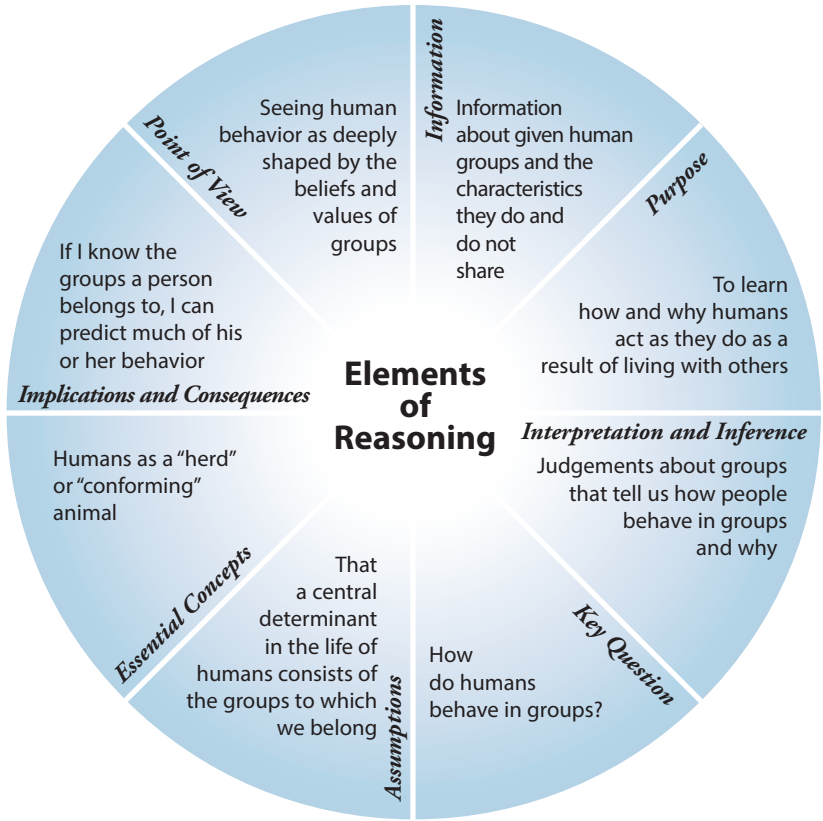 Elements
of
Reasoning
Information
Information
about given human
groups and the
characteristics
they do and
do not
share
Purpose
To learn
how and why humans
act as they do as a
result of living with others
Interpretation and Inference
Judgements about groups
that tell us how people
behave in groups
and why
Key Question
How
do humans
behave in groups?
Assumptions
That
a central
determinant
in the life of
humans consists of
the groups to which
we belong
Essential Concepts
Humans as a “herd”
or “conforming”
animal
Implications and Consequences
If I know the
groups a person
belongs to, I can
predict much of his
or her behavior
Point of View
Seeing human
behavior as deeply
shaped by the
beliefs and
values of
groups